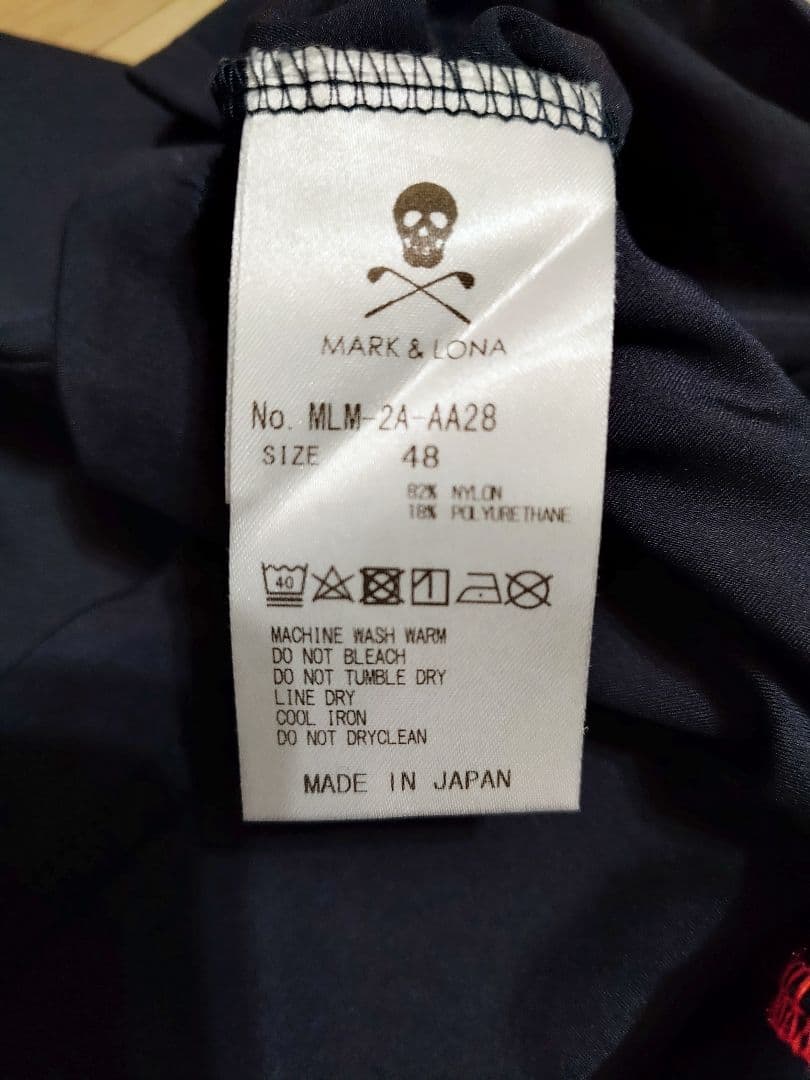 MARK & LONA
No. MLM-2A-AA28
SIZE 48
82% NYLON
18% POLYURETHANE
40
MACHINE WASH WARM
DO NOT BLEACH
DO NOT TUMBLE DRY
LINE DRY
COOL IRON
DO NOT DRYCLEAN
MADE IN JAPAN